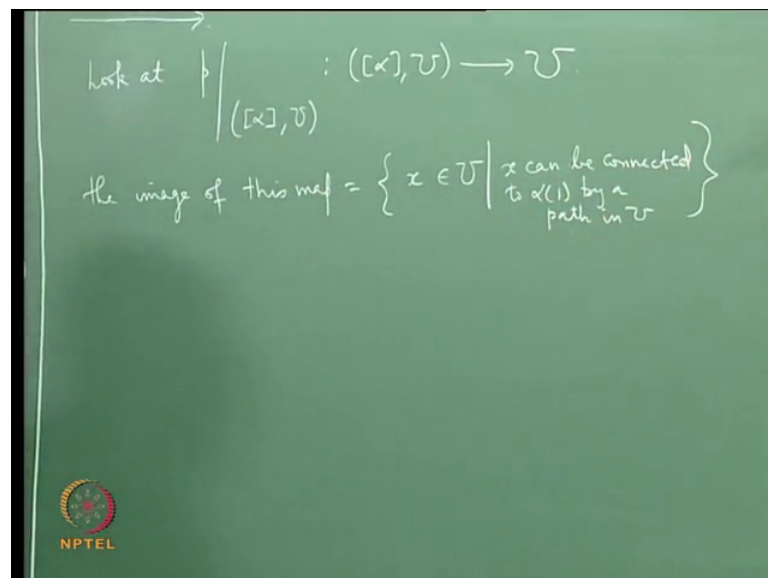 Look at p| : ([α], U) ⟶ U.
([α], U)
the image of this map = { x ∈ U | x can be connected
to α(1) by a
path in U }
NPTEL